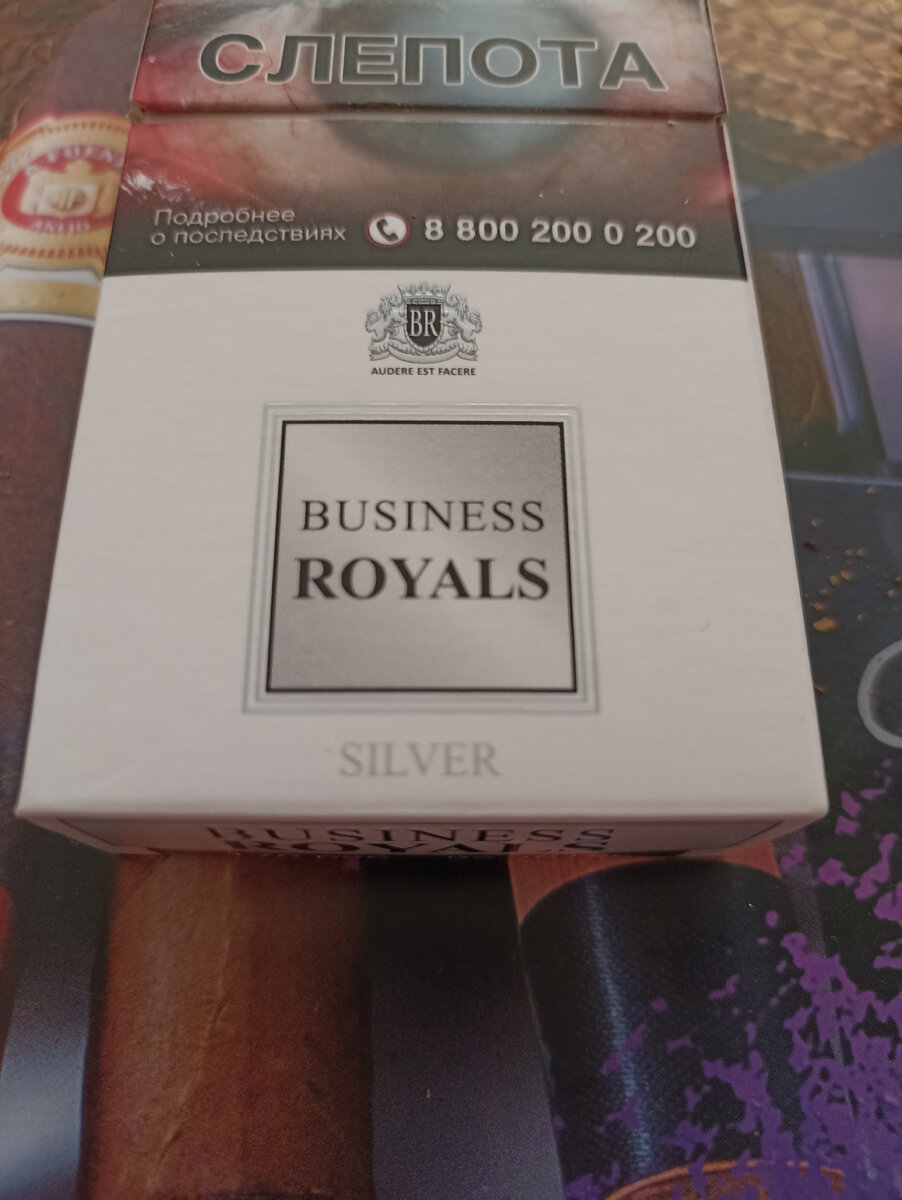 СЛЕПОТА
Подробнее
о последствиях
8 800 200 0 200
BR
AUDERE EST FACERE
BUSINESS
ROYALS
SILVER
BUSINESS
ROYALS